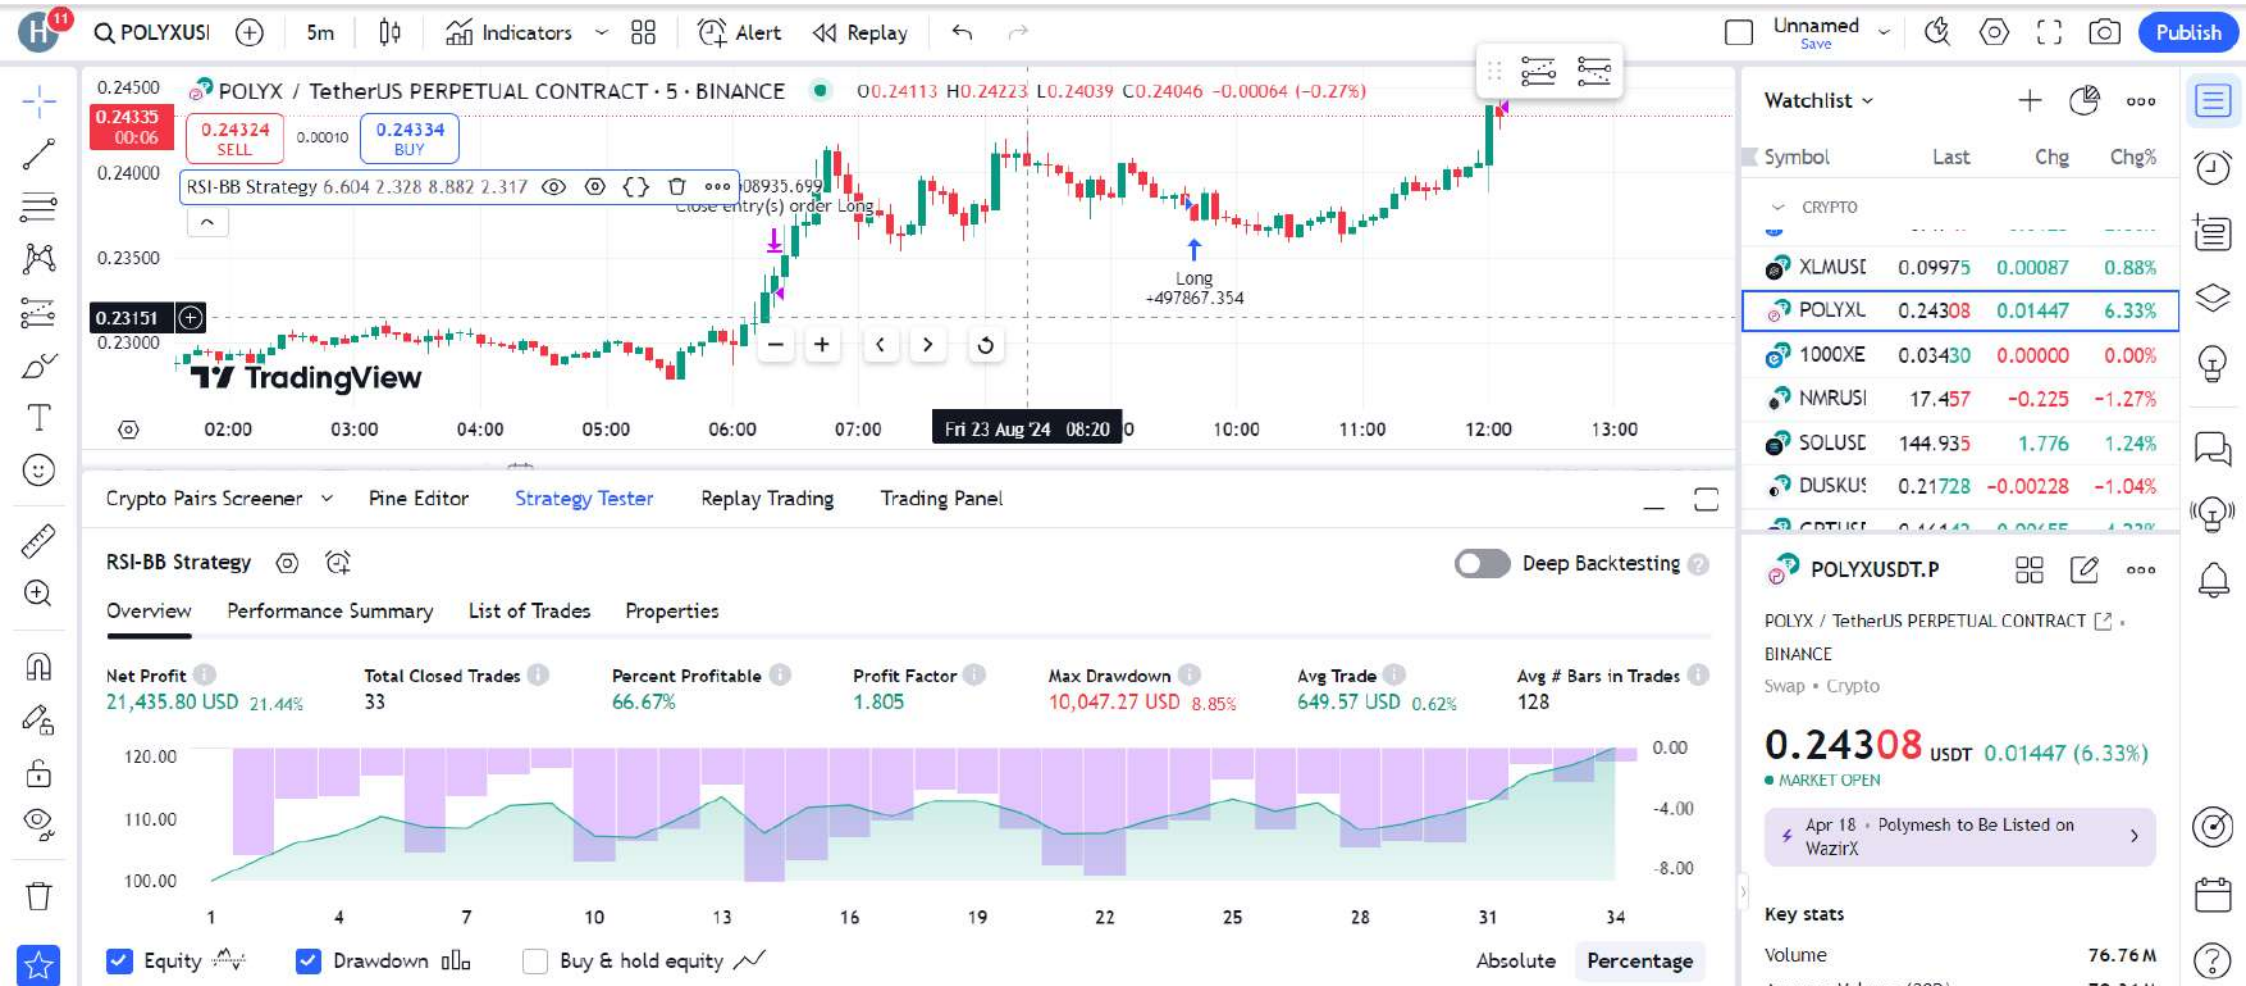 H 11 POLYXUSI 5m Indicators Alert Replay Unnamed Save Publish
0.24500 POLYX / TetherUS PERPETUAL CONTRACT · 5 · BINANCE O0.24113 H0.24223 L0.24039 C0.24046 −0.00064 (−0.27%)
0.24335
00:06
0.24324 SELL 0.00010 0.24334 BUY
0.24000
RSI-BB Strategy 6.604 2.328 8.882 2.317
Close entry(s) order Long
0.23500
Long
+497867.354
0.23151
0.23000
TradingView
02:00 03:00 04:00 05:00 06:00 07:00 Fri 23 Aug '24 08:20 10:00 11:00 12:00 13:00
Crypto Pairs Screener Pine Editor Strategy Tester Replay Trading Trading Panel
RSI-BB Strategy Deep Backtesting
Overview Performance Summary List of Trades Properties
Net Profit Total Closed Trades Percent Profitable Profit Factor Max Drawdown Avg Trade Avg # Bars in Trades
21,435.80 USD 21.44% 33 66.67% 1.805 10,047.27 USD 8.85% 649.57 USD 0.62% 128
120.00 0.00
110.00 -4.00
100.00 -8.00
1 4 7 10 13 16 19 22 25 28 31 34
Equity Drawdown Buy & hold equity Absolute Percentage
Watchlist
Symbol Last Chg Chg%
CRYPTO
XLMUSI 0.09975 0.00087 0.88%
POLYXL 0.24308 0.01447 6.33%
1000XE 0.03430 0.00000 0.00%
NMRUSI 17.457 −0.225 −1.27%
SOLUSD 144.935 1.776 1.24%
DUSKUS 0.21728 −0.00228 −1.04%
POLYXUSDT.P
POLYX / TetherUS PERPETUAL CONTRACT
BINANCE
Swap • Crypto
0.24308 USDT 0.01447 (6.33%)
MARKET OPEN
Apr 18 • Polymesh to Be Listed on
WazirX
Key stats
Volume 76.76 M